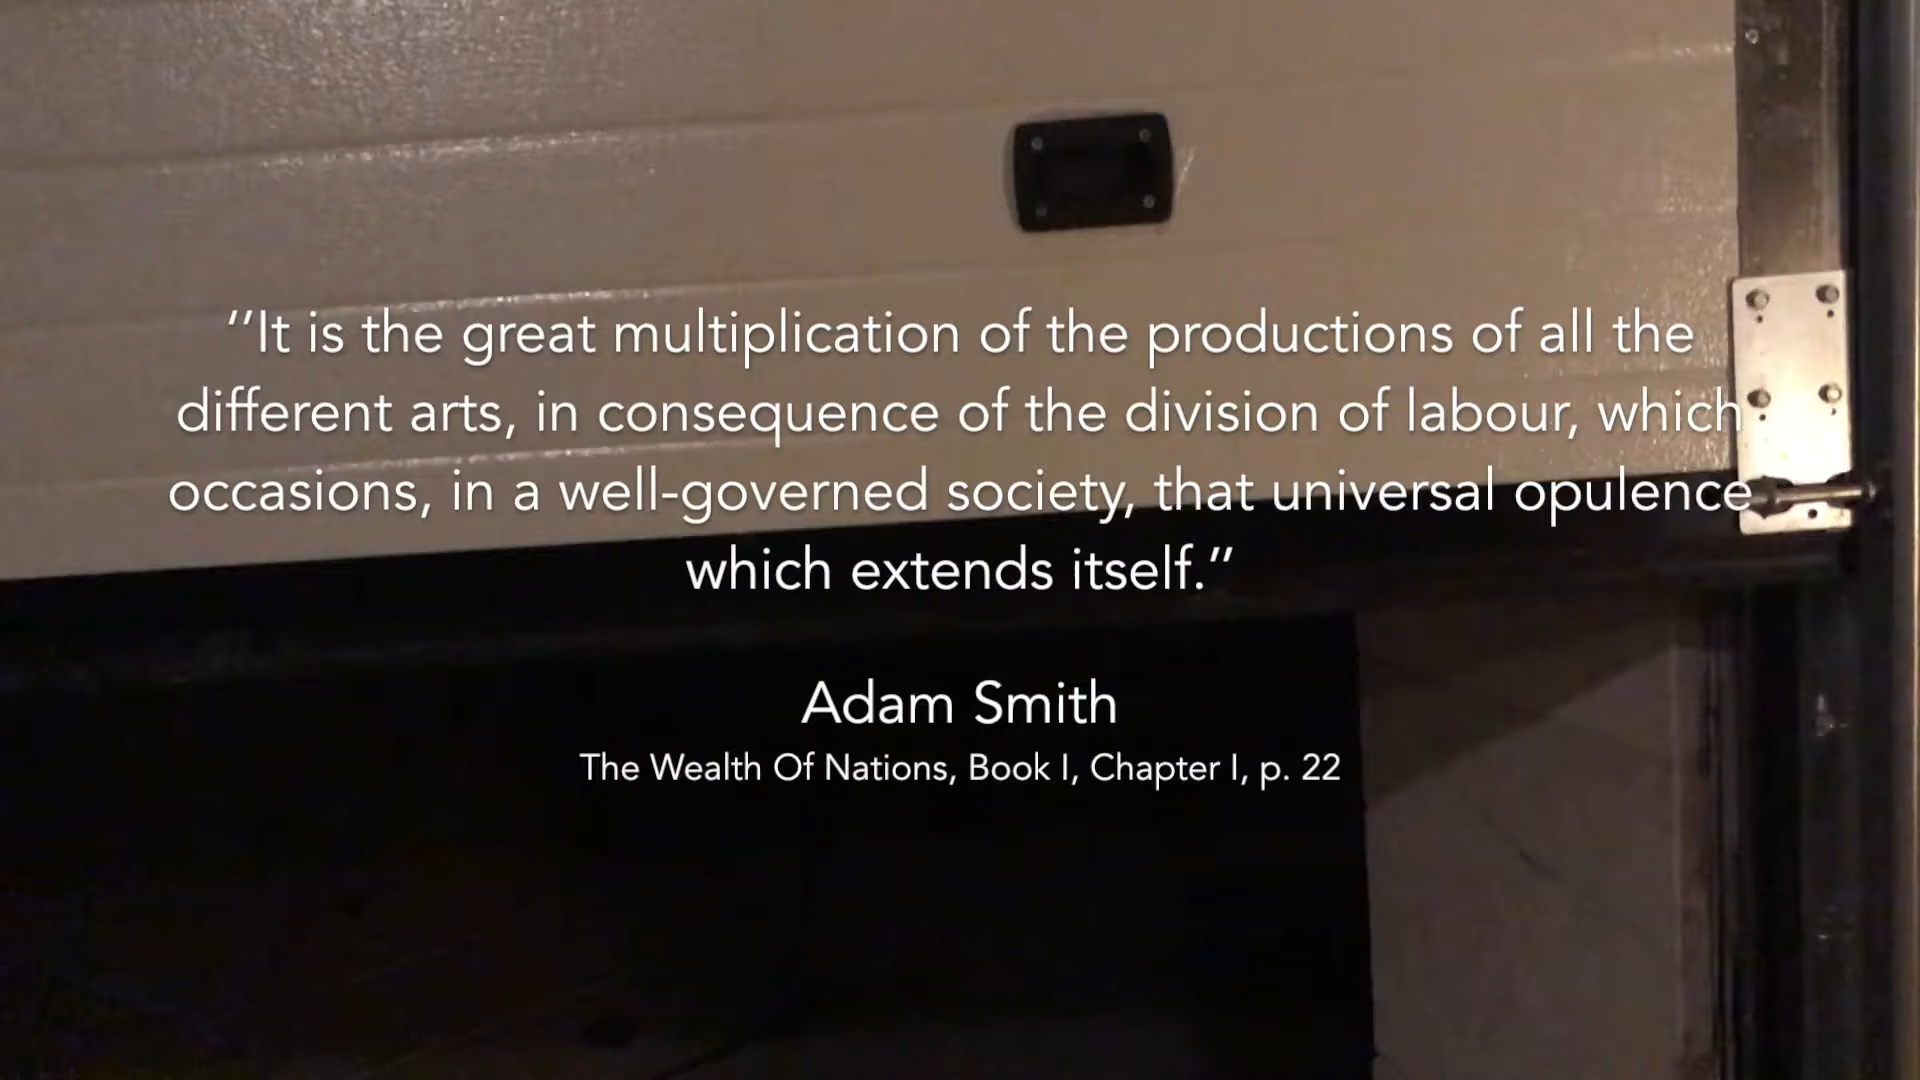 ‘‘It is the great multiplication of the productions of all the
different arts, in consequence of the division of labour, which
occasions, in a well-governed society, that universal opulence
which extends itself.’’
Adam Smith
The Wealth Of Nations, Book I, Chapter I, p. 22